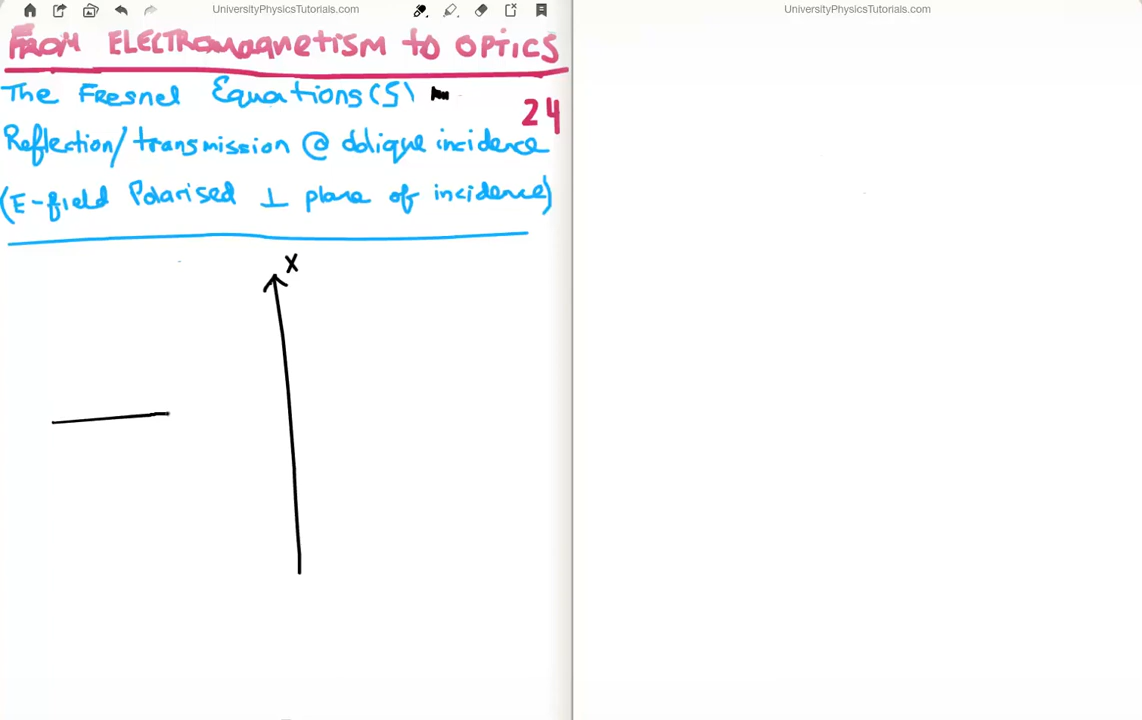 UniversityPhysicsTutorials.com
UniversityPhysicsTutorials.com
FROM ELECTROmagnetism to OPTICS
The Fresnel Equations(5)
24
Reflection/transmission @ oblique incidence
(E-field Polarised ⊥ plane of incidence)
X